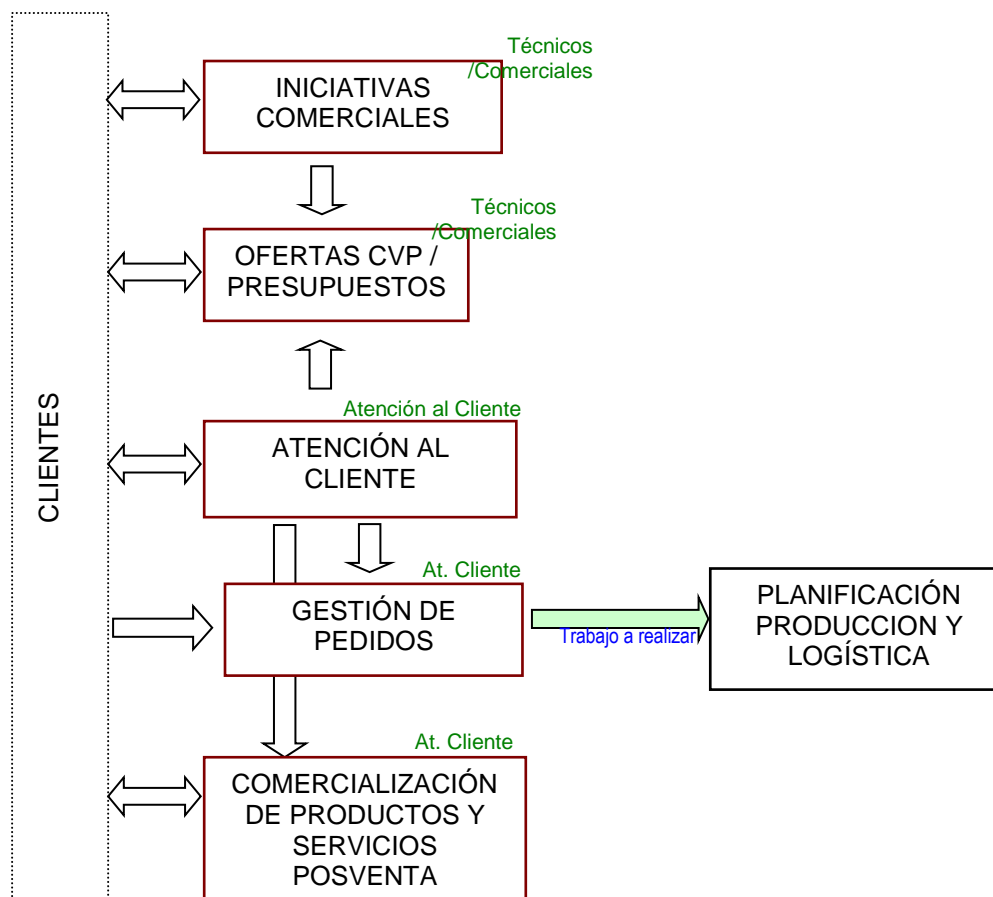 Técnicos
/Comerciales
INICIATIVAS
COMERCIALES
Técnicos
/Comerciales
OFERTAS CVP /
PRESUPUESTOS
Atención al Cliente
ATENCIÓN AL
CLIENTE
CLIENTES
At. Cliente
GESTIÓN DE
PEDIDOS
Trabajo a realizar
PLANIFICACIÓN
PRODUCCION Y
LOGÍSTICA
At. Cliente
COMERCIALIZACIÓN
DE PRODUCTOS Y
SERVICIOS
POSVENTA